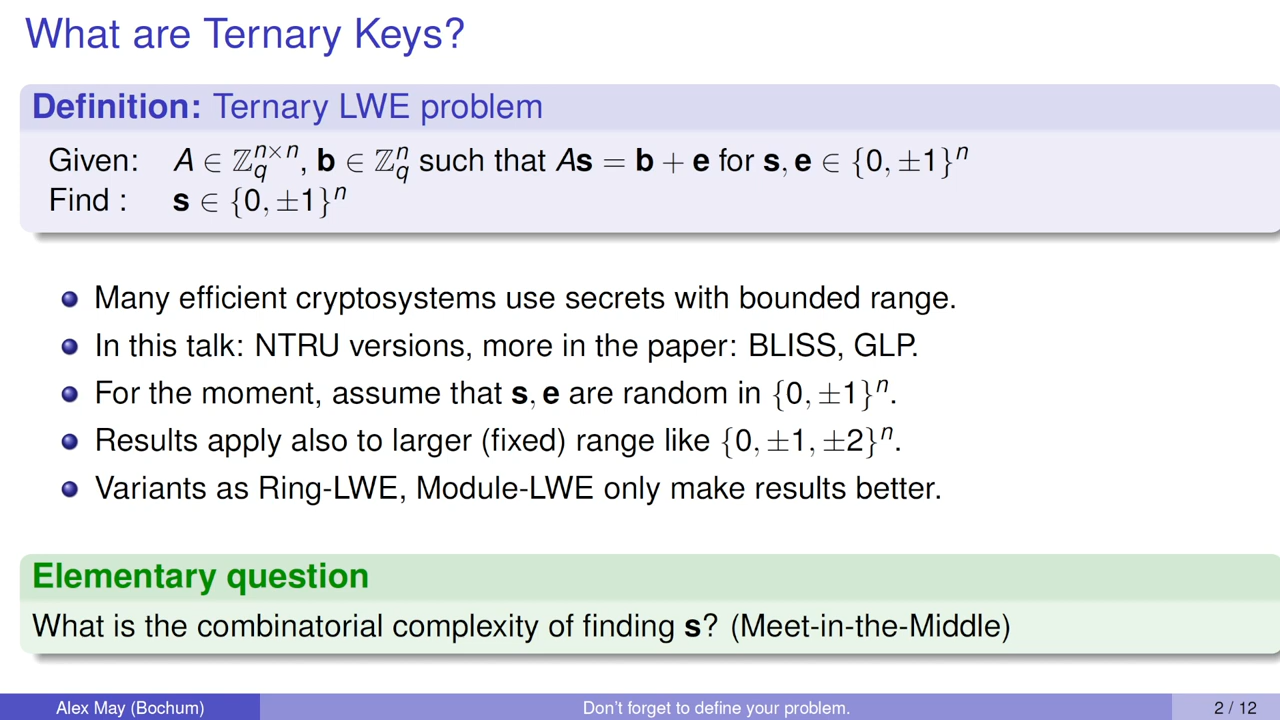 What are Ternary Keys?
Definition: Ternary LWE problem
Given: A ∈ ℤ_q^{n×n}, b ∈ ℤ_q^n such that As = b + e for s, e ∈ {0, ±1}^n
Find : s ∈ {0, ±1}^n
Many efficient cryptosystems use secrets with bounded range.
In this talk: NTRU versions, more in the paper: BLISS, GLP.
For the moment, assume that s, e are random in {0, ±1}^n.
Results apply also to larger (fixed) range like {0, ±1, ±2}^n.
Variants as Ring-LWE, Module-LWE only make results better.
Elementary question
What is the combinatorial complexity of finding s? (Meet-in-the-Middle)
Alex May (Bochum) Don't forget to define your problem. 2 / 12